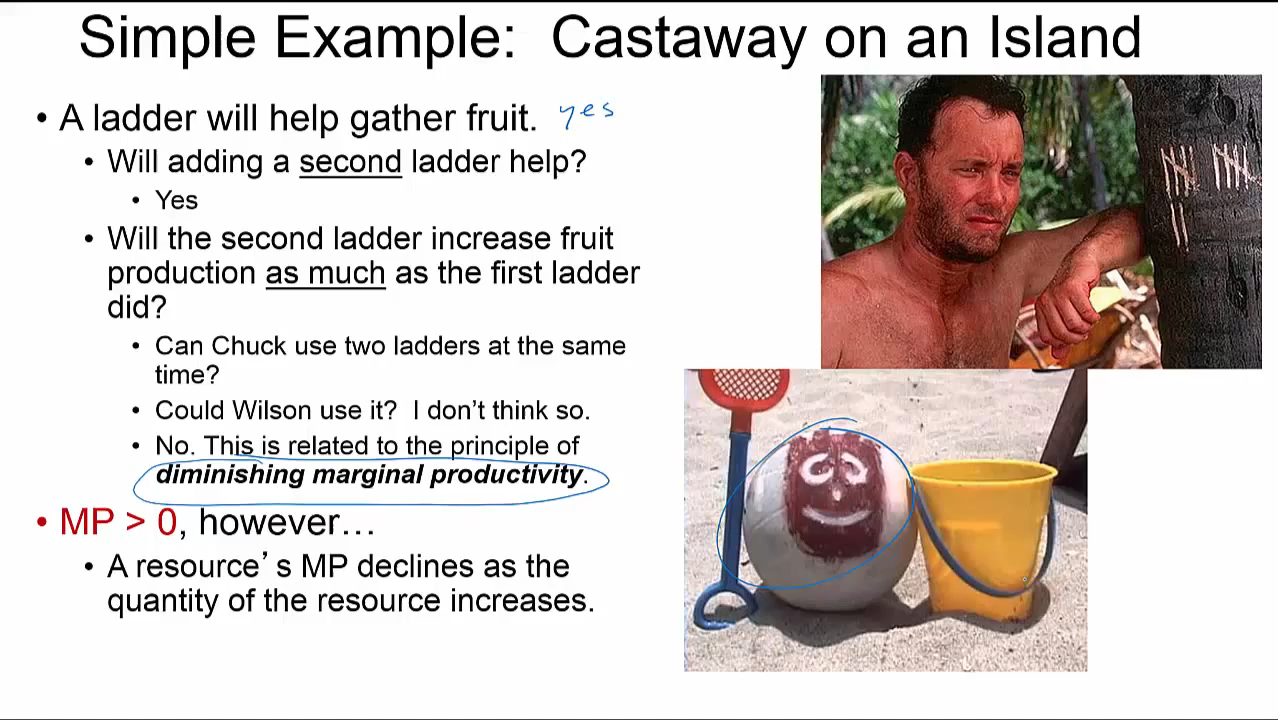 Simple Example: Castaway on an Island
• A ladder will help gather fruit. yes
• Will adding a second ladder help?
• Yes
• Will the second ladder increase fruit
production as much as the first ladder
did?
• Can Chuck use two ladders at the same
time?
• Could Wilson use it? I don’t think so.
• No. This is related to the principle of
diminishing marginal productivity.
• MP > 0, however…
• A resource’s MP declines as the
quantity of the resource increases.